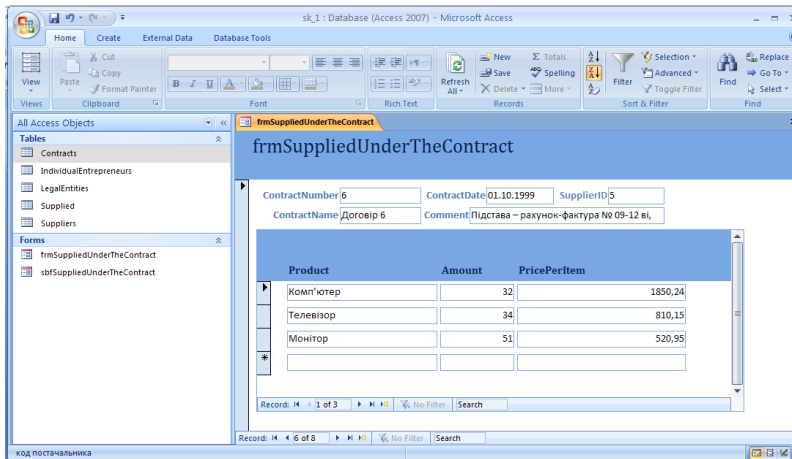 sk_1 : Database (Access 2007) - Microsoft Access
Home Create External Data Database Tools
View Paste Cut Copy Format Painter
B I U A
Refresh All New Save Delete Σ Totals Spelling More
Filter Selection Advanced Toggle Filter
Find Replace Go To Select
Views Clipboard Font Rich Text Records Sort & Filter Find
All Access Objects
Tables
Contracts
IndividualEntrepreneurs
LegalEntities
Supplied
Suppliers
Forms
frmSuppliedUnderTheContract
sbfSuppliedUnderTheContract
frmSuppliedUnderTheContract
frmSuppliedUnderTheContract
ContractNumber 6 ContractDate 01.10.1999 SupplierID 5
ContractName Договір 6 Comment Підстава – рахунок-фактура № 09-12 ві,
Product Amount PricePerItem
Комп'ютер 32 1850,24
Телевізор 34 810,15
Монітор 51 520,95
Record: 1 of 3 No Filter Search
Record: 6 of 8 No Filter Search
код постачальника